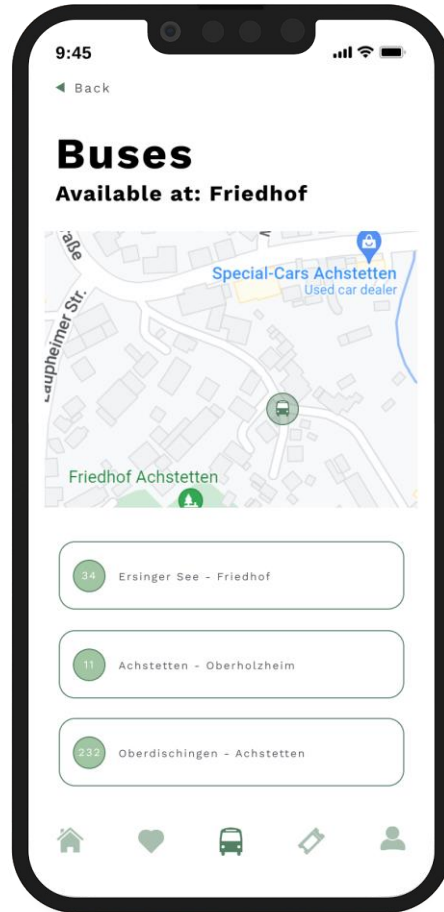 9:45
Back
Buses
Available at: Friedhof
Special-Cars Achstetten
Used car dealer
Laupheimer Str.
Friedhof Achstetten
34 Ersinger See - Friedhof
11 Achstetten - Oberholzheim
232 Oberdischingen - Achstetten